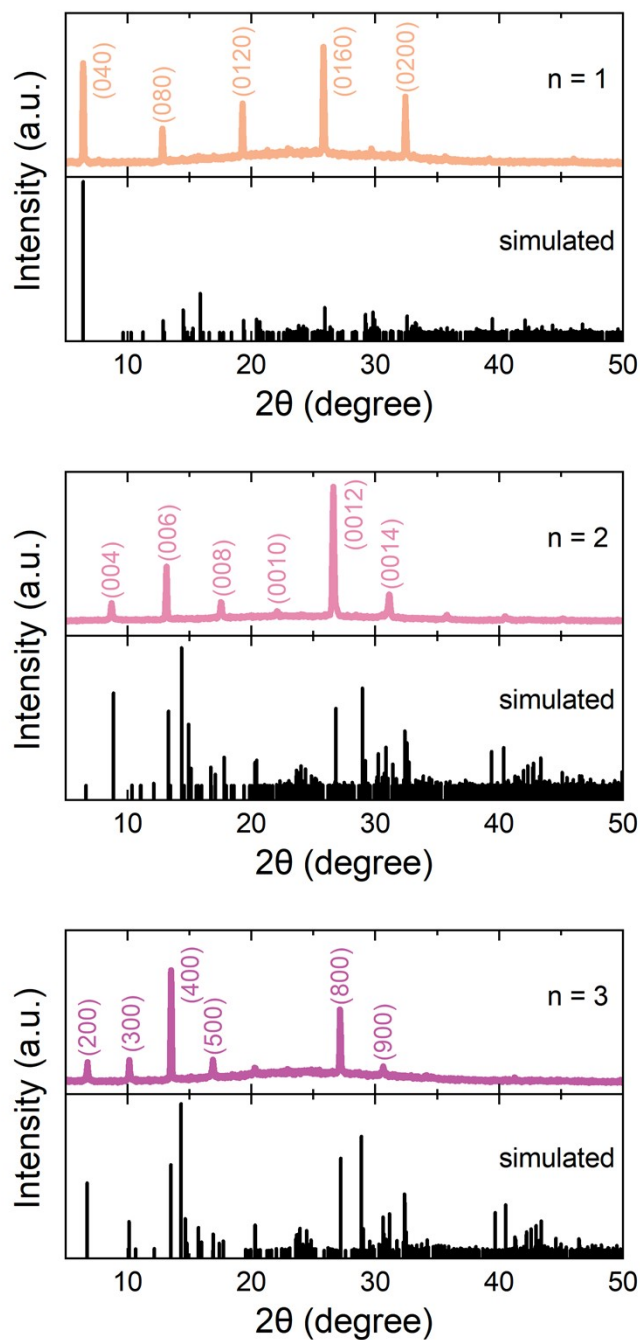 Intensity (a.u.)
(040)
(080)
(0120)
(0160)
(0200)
n = 1
simulated
10 20 30 40 50
2θ (degree)
Intensity (a.u.)
(004)
(006)
(008)
(0010)
(0012)
(0014)
n = 2
simulated
10 20 30 40 50
2θ (degree)
Intensity (a.u.)
(200)
(300)
(400)
(500)
(800)
(900)
n = 3
simulated
10 20 30 40 50
2θ (degree)